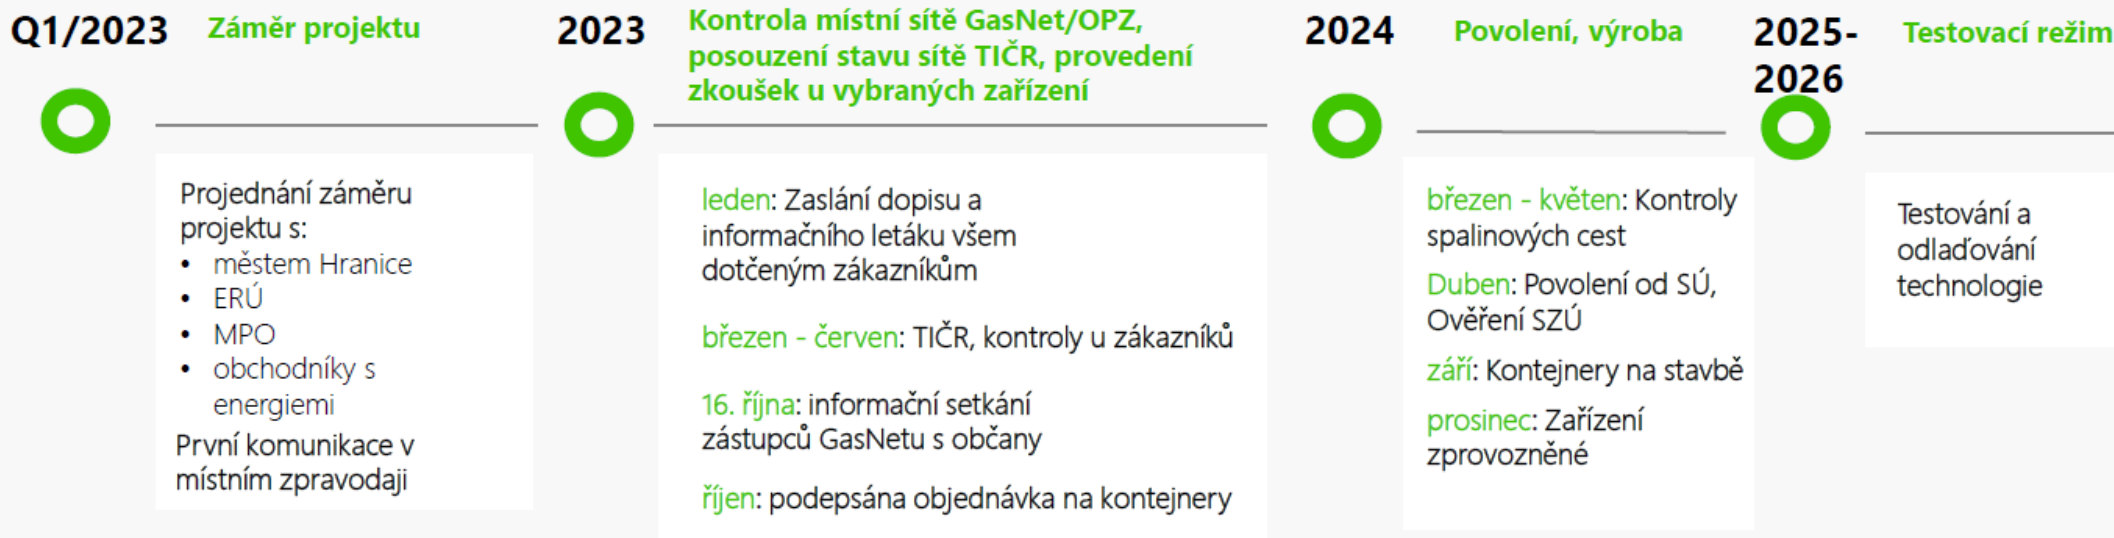 Q1/2023
Záměr projektu
Projednání záměru
projektu s:
• městem Hranice
• ERÚ
• MPO
• obchodníky s
energiemi
První komunikace v
místním zpravodaji
2023
Kontrola místní sítě GasNet/OPZ,
posouzení stavu sítě TIČR, provedení
zkoušek u vybraných zařízení
leden: Zaslání dopisu a
informačního letáku všem
dotčeným zákazníkům
březen - červen: TIČR, kontroly u zákazníků
16. října: informační setkání
zástupců GasNetu s občany
říjen: podepsána objednávka na kontejnery
2024
Povolení, výroba
březen - květen: Kontroly
spalinových cest
Duben: Povolení od SÚ,
Ověření SZÚ
září: Kontejnery na stavbě
prosinec: Zařízení
zprovozněné
2025-
2026
Testovací režim
Testování a
odlaďování
technologie